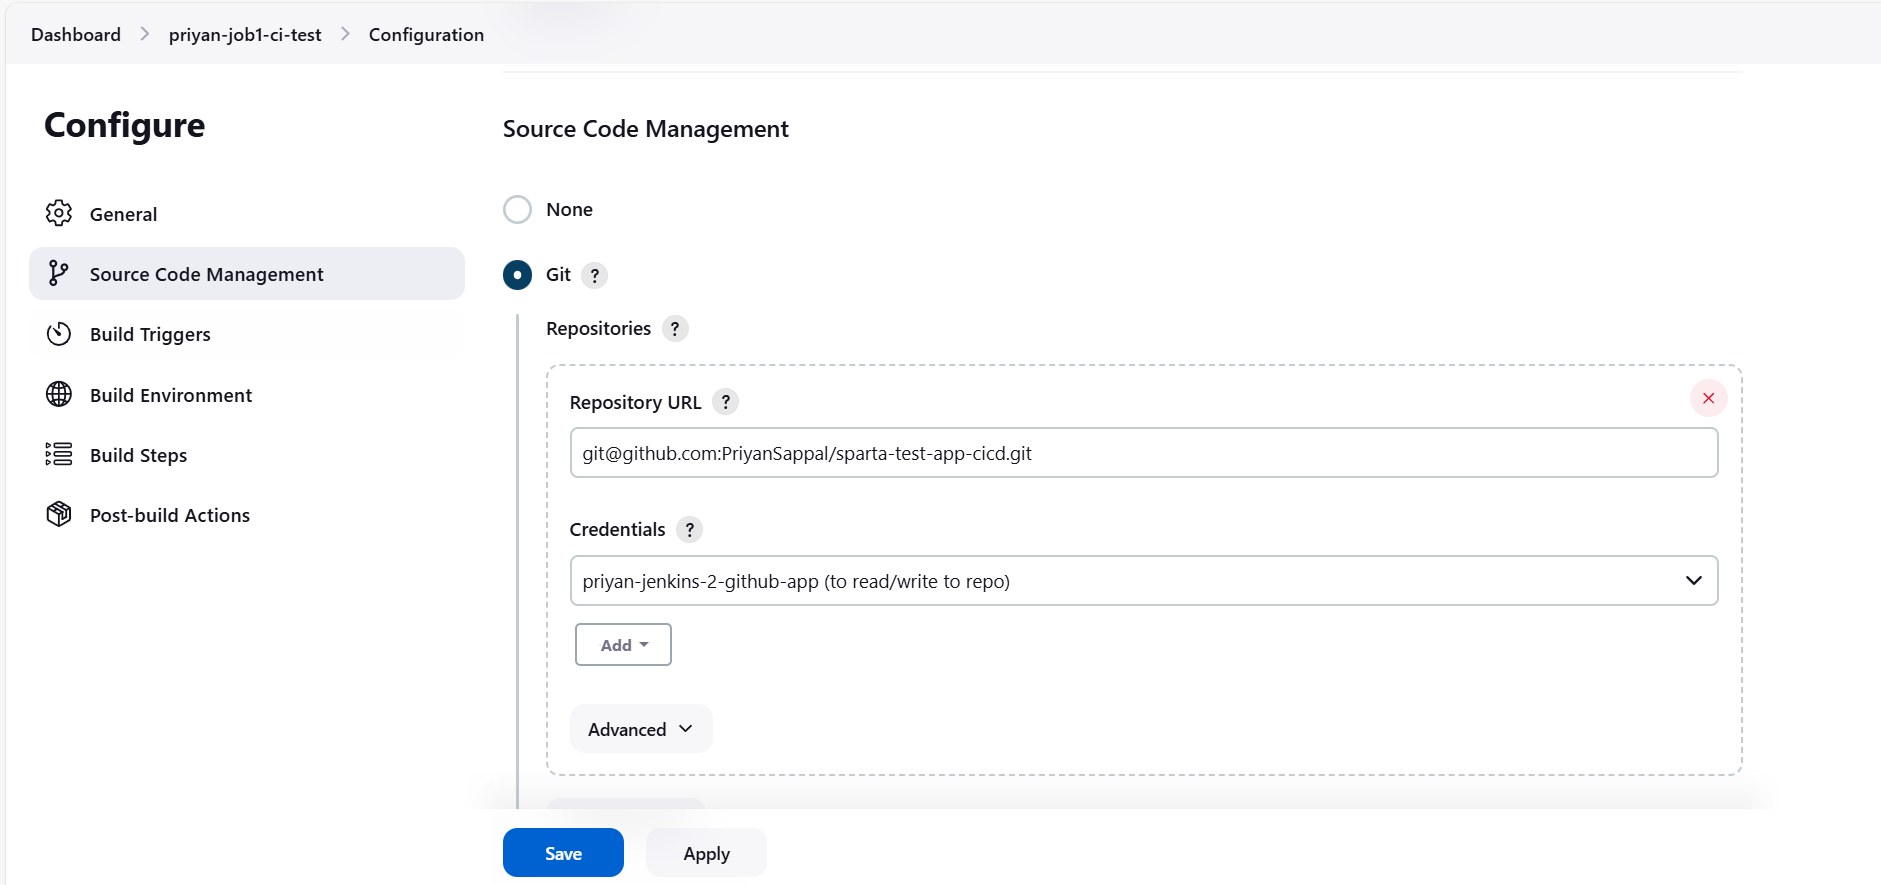 Dashboard > priyan-job1-ci-test > Configuration
Configure
General
Source Code Management
Build Triggers
Build Environment
Build Steps
Post-build Actions
Source Code Management
None
Git ?
Repositories ?
Repository URL ?
git@github.com:PriyanSappal/sparta-test-app-cicd.git
Credentials ?
priyan-jenkins-2-github-app (to read/write to repo)
Add
Advanced
Save
Apply